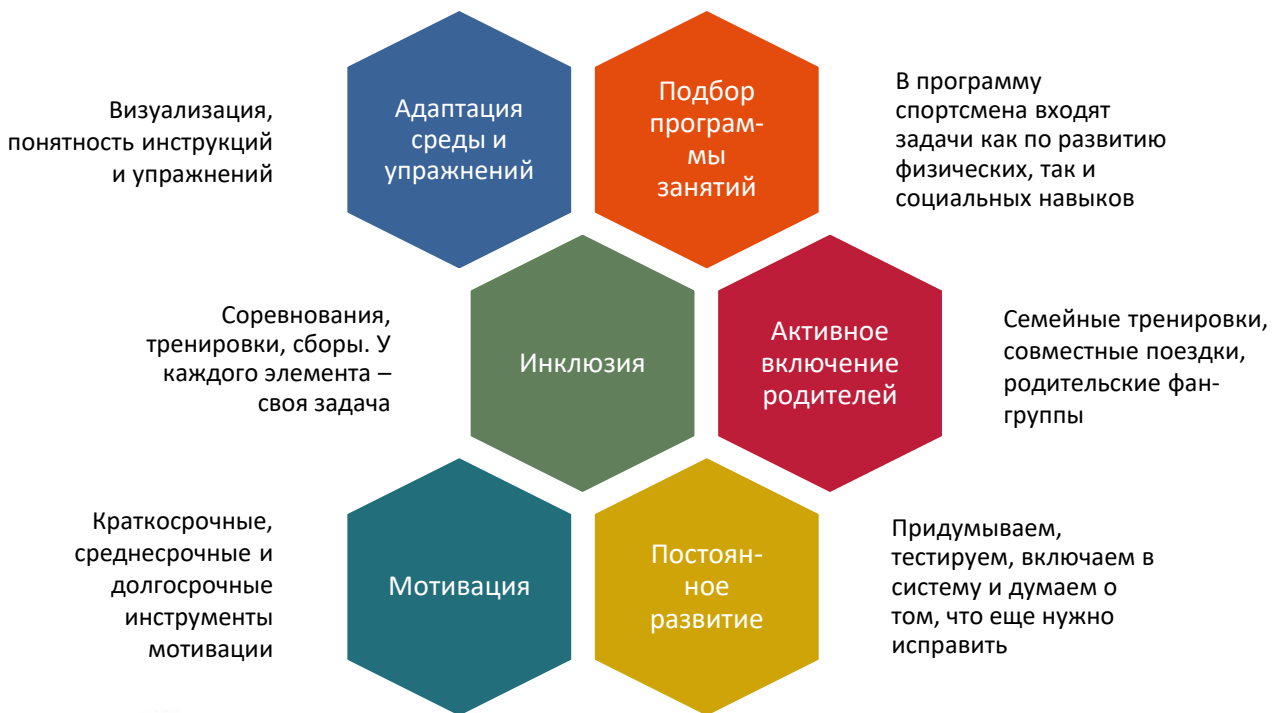 Визуализация,
понятность инструкций
и упражнений
Адаптация
среды и
упражнений
Подбор
програм-
мы
занятий
В программу
спортсмена входят
задачи как по развитию
физических, так и
социальных навыков
Соревнования,
тренировки, сборы. У
каждого элемента –
своя задача
Инклюзия
Активное
включение
родителей
Семейные тренировки,
совместные поездки,
родительские фан-
группы
Краткосрочные,
среднесрочные и
долгосрочные
инструменты
мотивации
Мотивация
Постоян-
ное
развитие
Придумываем,
тестируем, включаем в
систему и думаем о
том, что еще нужно
исправить